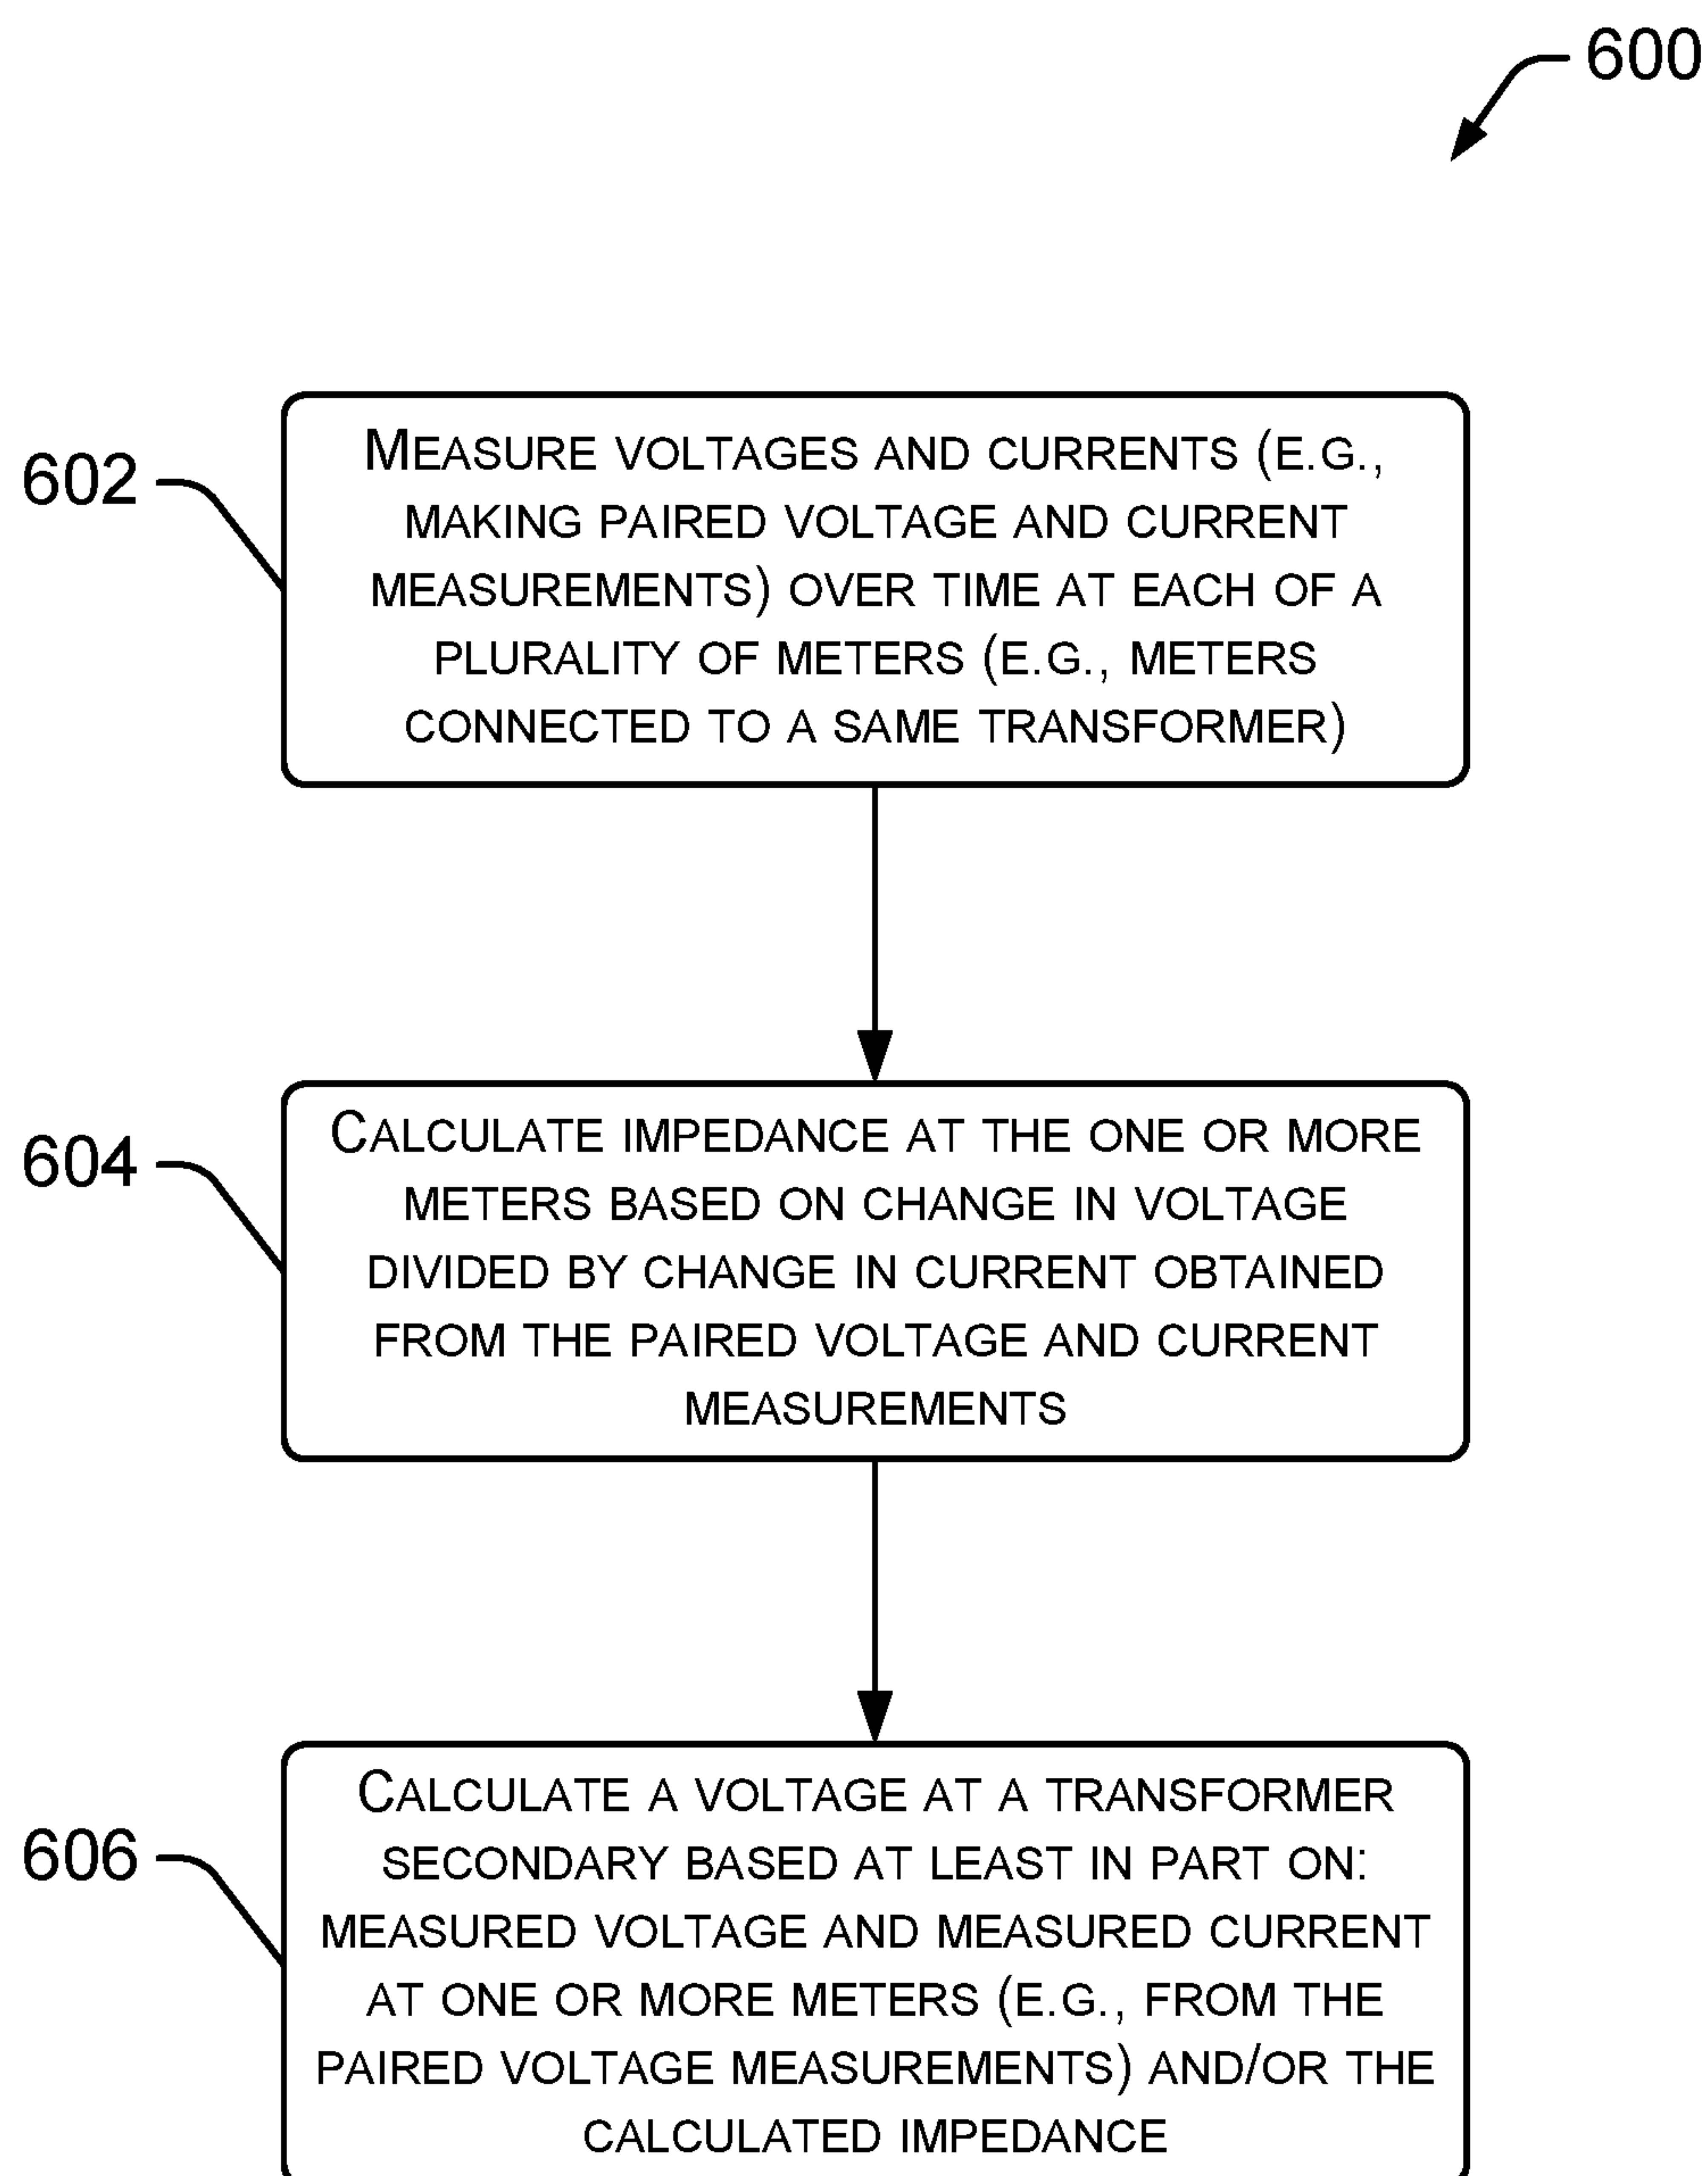 600
602
MEASURE VOLTAGES AND CURRENTS (E.G.,
MAKING PAIRED VOLTAGE AND CURRENT
MEASUREMENTS) OVER TIME AT EACH OF A
PLURALITY OF METERS (E.G., METERS
CONNECTED TO A SAME TRANSFORMER)
604
CALCULATE IMPEDANCE AT THE ONE OR MORE
METERS BASED ON CHANGE IN VOLTAGE
DIVIDED BY CHANGE IN CURRENT OBTAINED
FROM THE PAIRED VOLTAGE AND CURRENT
MEASUREMENTS
606
CALCULATE A VOLTAGE AT A TRANSFORMER
SECONDARY BASED AT LEAST IN PART ON:
MEASURED VOLTAGE AND MEASURED CURRENT
AT ONE OR MORE METERS (E.G., FROM THE
PAIRED VOLTAGE MEASUREMENTS) AND/OR THE
CALCULATED IMPEDANCE